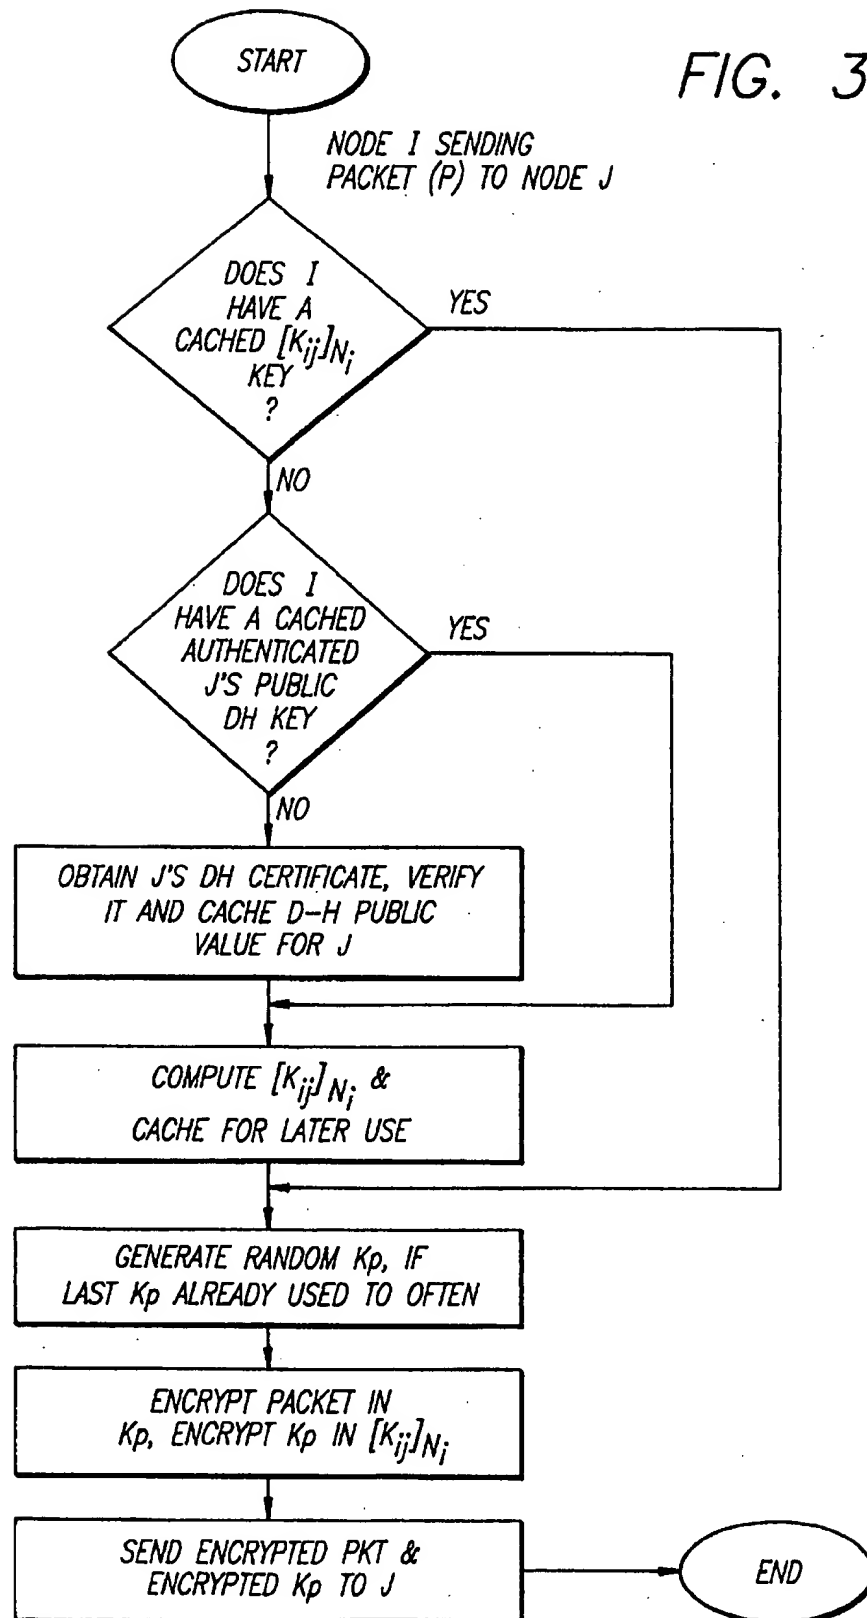 START
FIG. 3
NODE I SENDING
PACKET (P) TO NODE J
DOES I
HAVE A
CACHED [Kij]Ni
KEY
?
YES
NO
DOES I
HAVE A CACHED
AUTHENTICATED
J'S PUBLIC
DH KEY
?
YES
NO
OBTAIN J'S DH CERTIFICATE, VERIFY
IT AND CACHE D-H PUBLIC
VALUE FOR J
COMPUTE [Kij]Ni &
CACHE FOR LATER USE
GENERATE RANDOM Kp, IF
LAST Kp ALREADY USED TO OFTEN
ENCRYPT PACKET IN
Kp, ENCRYPT Kp IN [Kij]Ni
SEND ENCRYPTED PKT &
ENCRYPTED Kp TO J
END